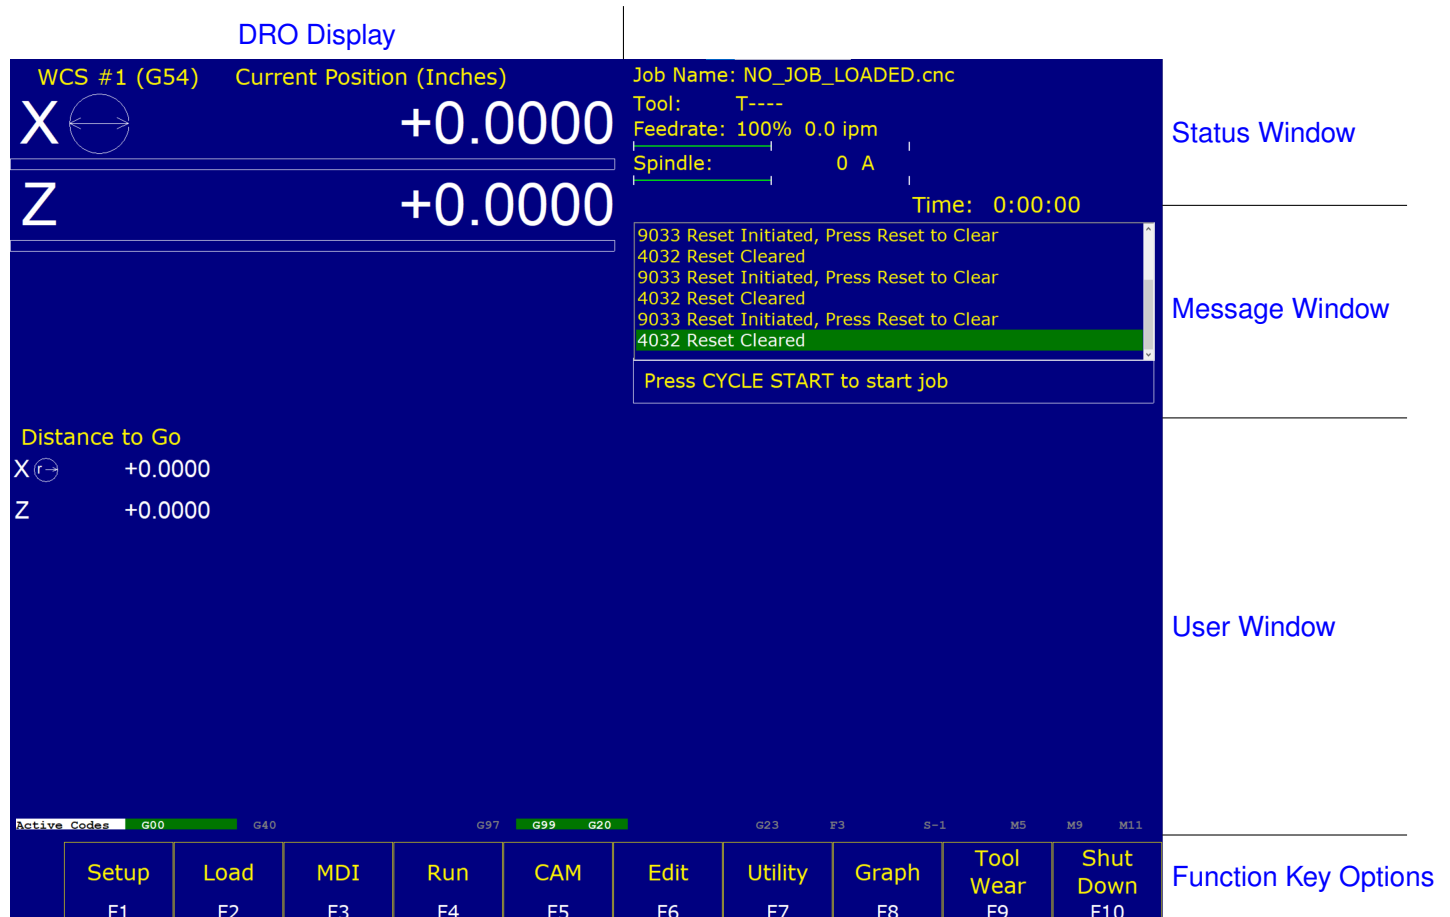 DRO Display
WCS #1 (G54) Current Position (Inches)
X +0.0000
Z +0.0000
Job Name: NO_JOB_LOADED.cnc
Tool: T----
Feedrate: 100% 0.0 ipm
Spindle: 0 A
Time: 0:00:00
Status Window
9033 Reset Initiated, Press Reset to Clear
4032 Reset Cleared
9033 Reset Initiated, Press Reset to Clear
4032 Reset Cleared
9033 Reset Initiated, Press Reset to Clear
4032 Reset Cleared
Press CYCLE START to start job
Message Window
Distance to Go
X r +0.0000
Z +0.0000
User Window
Active Codes G00 G40 G97 G99 G20 G23 F3 S-1 M5 M9 M11
Setup F1
Load F2
MDI F3
Run F4
CAM F5
Edit F6
Utility F7
Graph F8
Tool
Wear
F9
Shut
Down
F10
Function Key Options